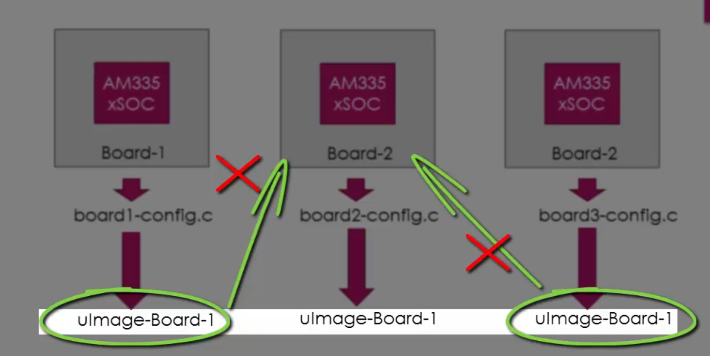 AM335
xSOC
AM335
xSOC
AM335
xSOC
Board-1
Board-2
Board-2
board1-config.c
board2-config.c
board3-config.c
uImage-Board-1
uImage-Board-1
uImage-Board-1